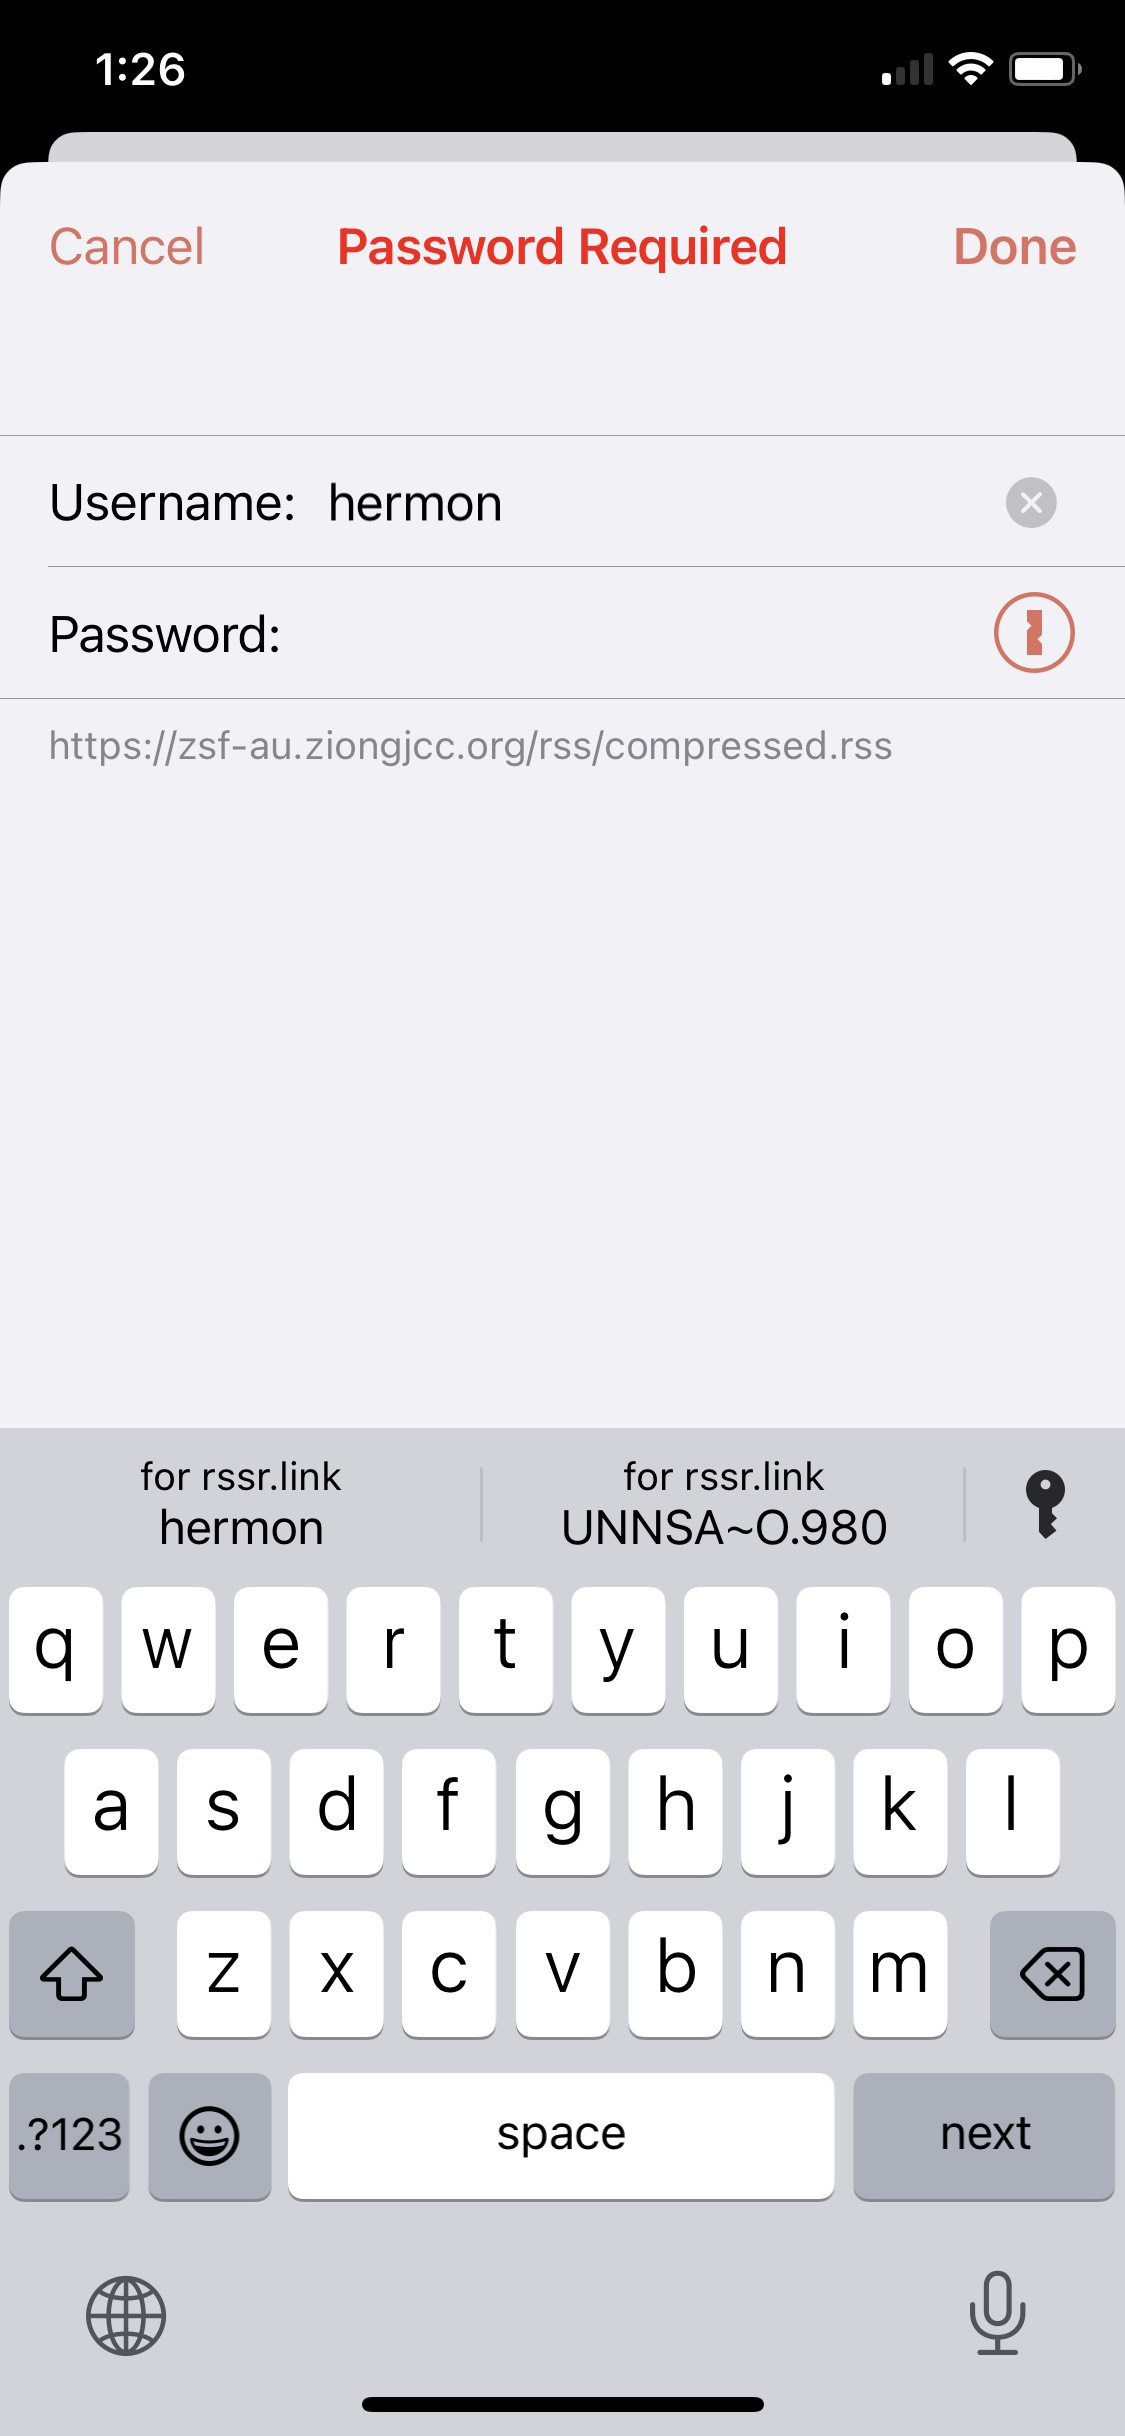 1:26
Cancel Password Required Done
Username: hermon
Password:
https://zsf-au.ziongjcc.org/rss/compressed.rss
for rssr.link for rssr.link
hermon UNNSA~O.980
q w e r t y u i o p
a s d f g h j k l
z x c v b n m
.?123 space next